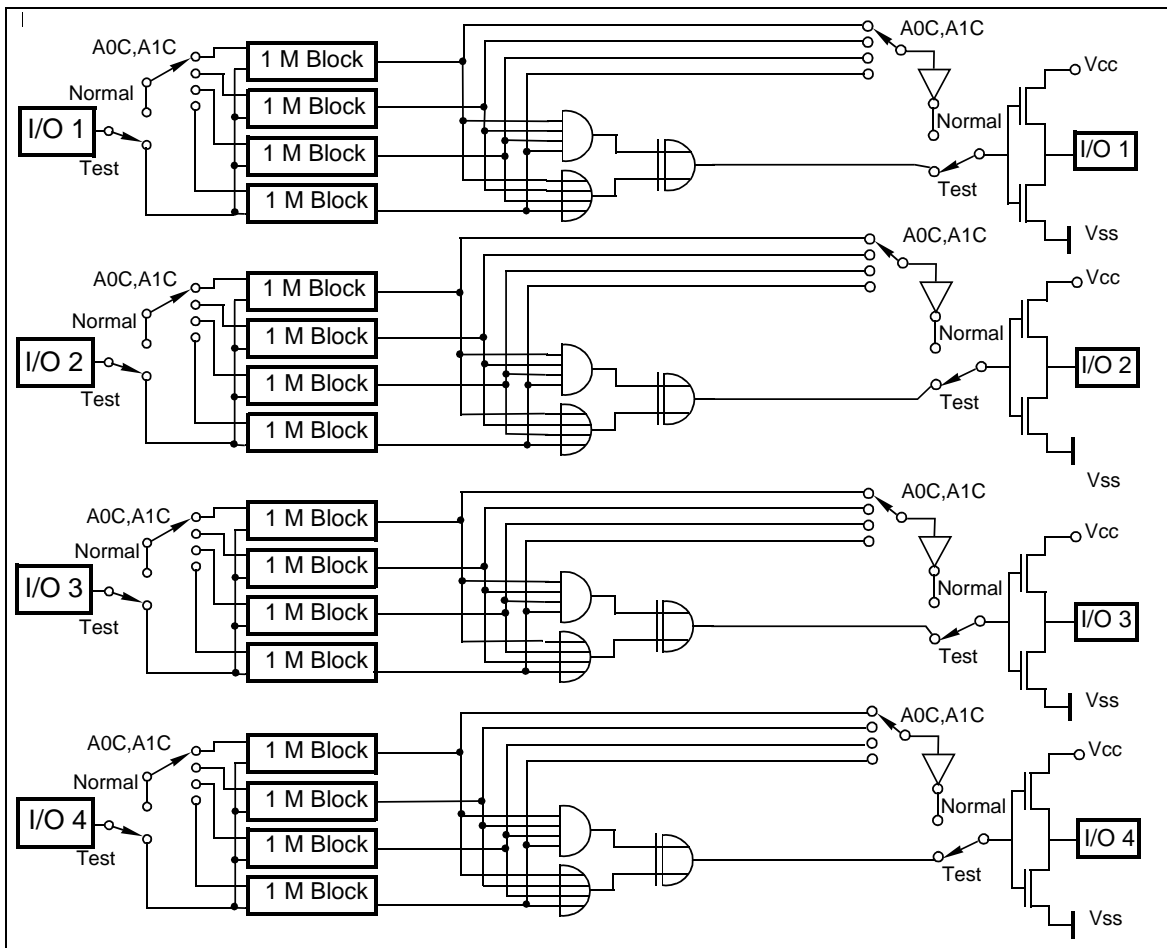 A0C,A1C
1 M Block
A0C,A1C
Vcc
Normal
1 M Block
Normal
I/O 1
1 M Block
I/O 1
Test
Test
1 M Block
Vss
A0C,A1C
A0C,A1C
1 M Block
Vcc
Normal
1 M Block
Normal
I/O 2
1 M Block
I/O 2
Test
Test
1 M Block
Vss
A0C,A1C
A0C,A1C
1 M Block
Vcc
Normal
1 M Block
Normal
I/O 3
1 M Block
I/O 3
Test
Test
1 M Block
Vss
A0C,A1C
A0C,A1C
1 M Block
Vcc
Normal
1 M Block
Normal
I/O 4
1 M Block
I/O 4
Test
Test
1 M Block
Vss